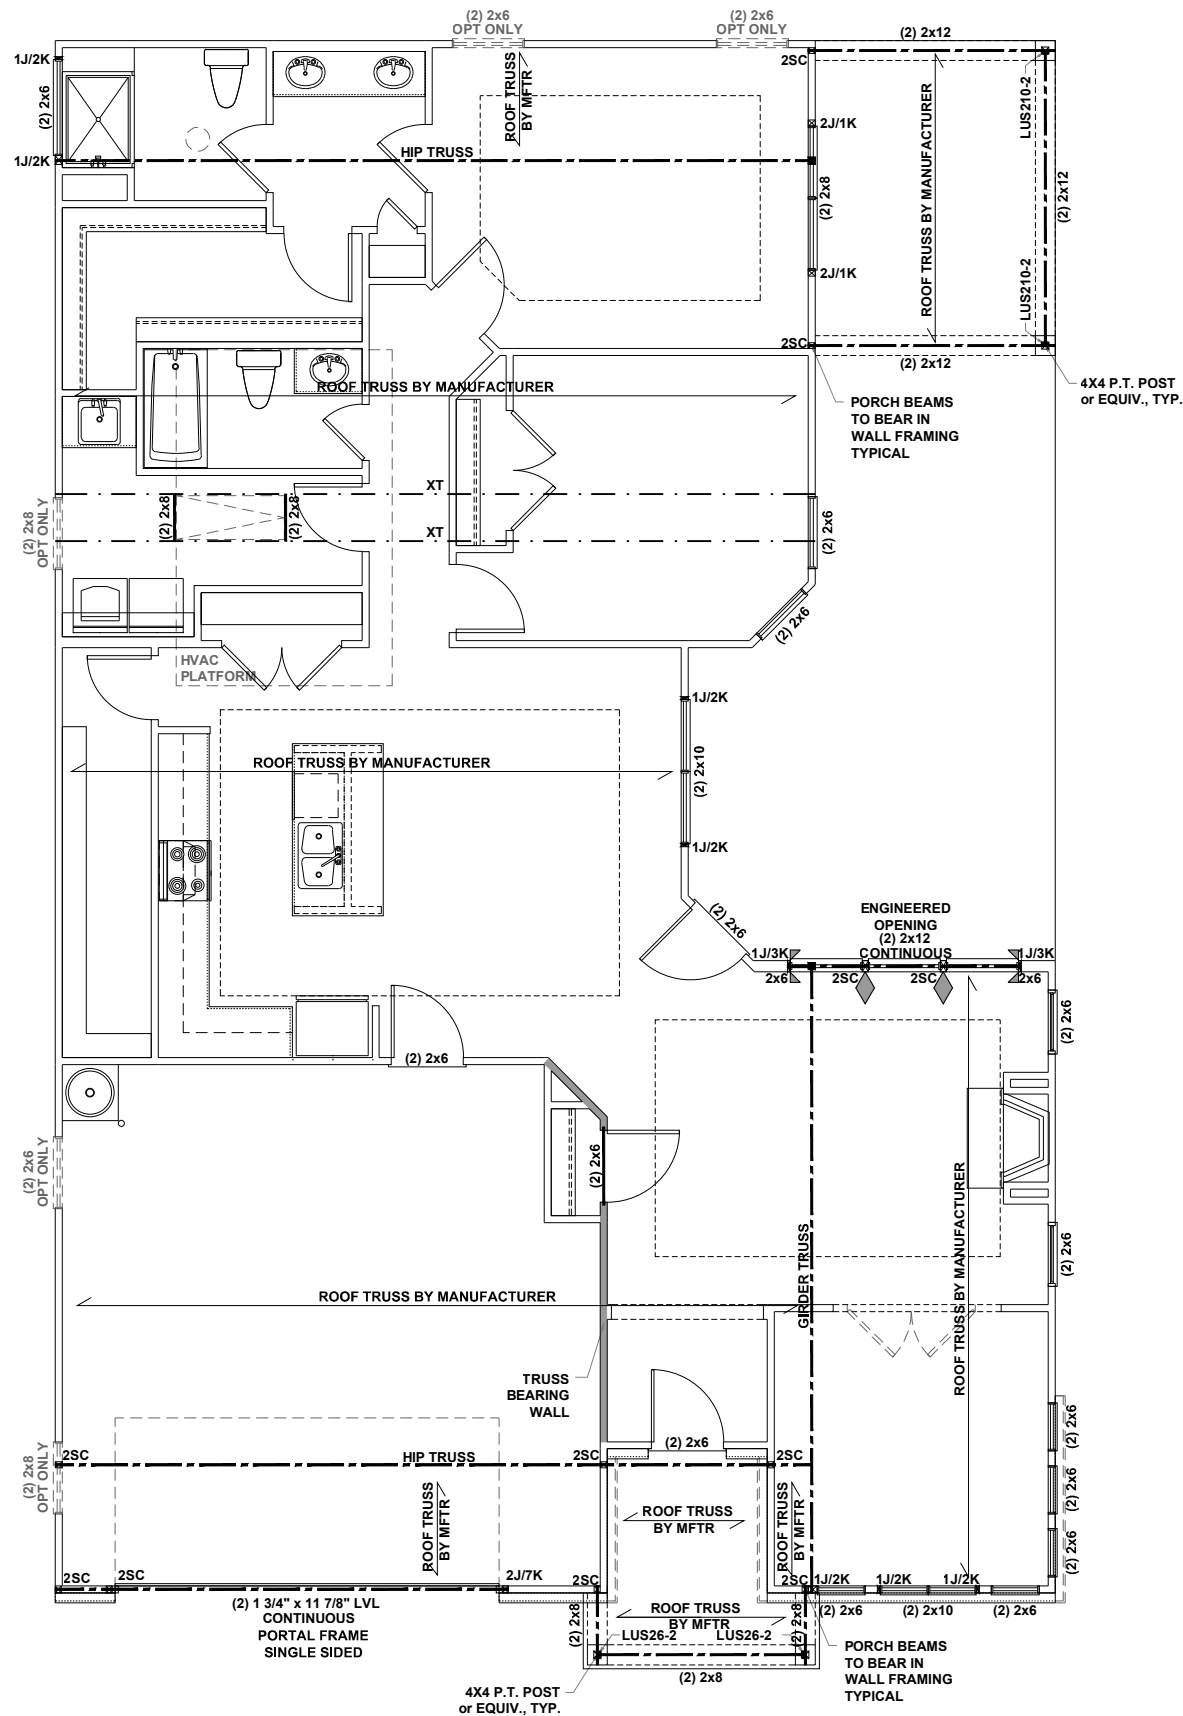 (2) 2x6
OPT ONLY
(2) 2x6
OPT ONLY
(2) 2x12
1J/2K
2SC
(2) 2x6
ROOF TRUSS
BY MFTR
LUS210-2
2J/1K
HIP TRUSS
1J/2K
(2) 2x8
ROOF TRUSS BY MANUFACTURER
(2) 2x12
2J/1K
LUS210-2
2SC
(2) 2x12
ROOF TRUSS BY MANUFACTURER
4X4 P.T. POST
or EQUIV., TYP.
PORCH BEAMS
TO BEAR IN
WALL FRAMING
TYPICAL
XT
(2) 2x8
OPT ONLY
(2) 2x8
(2) 2x8
(2) 2x6
XT
(2) 2x6
HVAC
PLATFORM
1J/2K
ROOF TRUSS BY MANUFACTURER
(2) 2x10
1J/2K
(2) 2x6
ENGINEERED
OPENING
(2) 2x12
CONTINUOUS
1J/3K
1J/3K
2x6
2SC
2SC
2x6
(2) 2x6
(2) 2x6
(2) 2x6
OPT ONLY
(2) 2x6
(2) 2x6
GIRDER TRUSS
ROOF TRUSS BY MANUFACTURER
ROOF TRUSS BY MANUFACTURER
TRUSS
BEARING
WALL
(2) 2x6
(2) 2x6
2SC
HIP TRUSS
2SC
2SC
(2) 2x8
OPT ONLY
(2) 2x6
ROOF TRUSS
BY MFTR
ROOF TRUSS
BY MFTR
ROOF TRUSS
BY MFTR
(2) 2x6
2SC
2SC
2J/7K
2SC
2SC
1J/2K
1J/2K
1J/2K
(2) 1 3/4" x 11 7/8" LVL
CONTINUOUS
PORTAL FRAME
SINGLE SIDED
(2) 2x8
ROOF TRUSS
BY MFTR
(2) 2x8
(2) 2x6
(2) 2x10
(2) 2x6
LUS26-2
LUS26-2
(2) 2x8
PORCH BEAMS
TO BEAR IN
WALL FRAMING
TYPICAL
4X4 P.T. POST
or EQUIV., TYP.